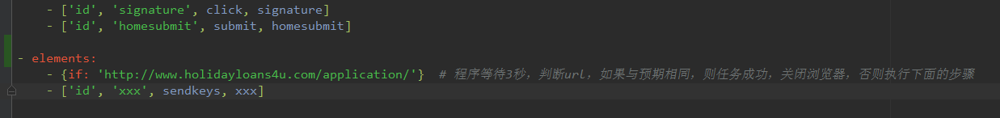 - ['id', 'signature', click, signature]
- ['id', 'homesubmit', submit, homesubmit]
- elements:
- {if: 'http://www.holidayloans4u.com/application/'}  # 程序等待3秒，判断url，如果与预期相同，则任务成功，关闭浏览器，否则执行下面的步骤
- ['id', 'xxx', sendkeys, xxx]